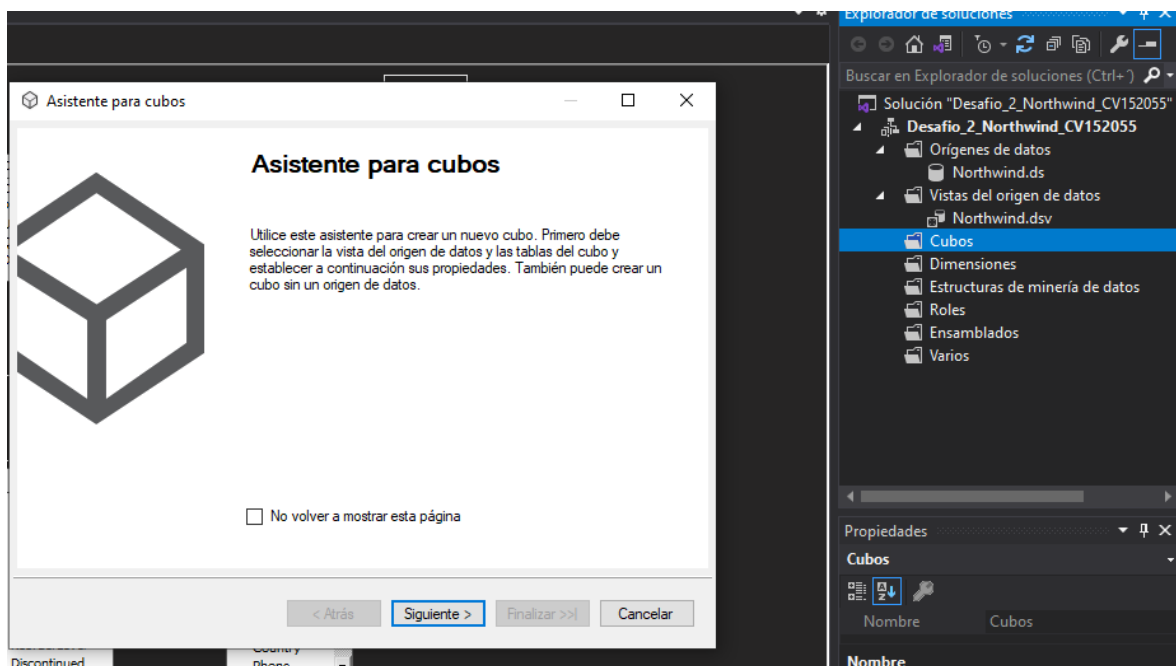 Asistente para cubos
Asistente para cubos
Utilice este asistente para crear un nuevo cubo. Primero debe
seleccionar la vista del origen de datos y las tablas del cubo y
establecer a continuación sus propiedades. También puede crear un
cubo sin un origen de datos.
No volver a mostrar esta página
< Atrás
Siguiente >
Finalizar >>|
Cancelar
Discontinued
Country
Phone
Explorador de soluciones
Buscar en Explorador de soluciones (Ctrl+´)
Solución "Desafio_2_Northwind_CV152055"
Desafio_2_Northwind_CV152055
Orígenes de datos
Northwind.ds
Vistas del origen de datos
Northwind.dsv
Cubos
Dimensiones
Estructuras de minería de datos
Roles
Ensamblados
Varios
Propiedades
Cubos
Nombre
Cubos
Nombre